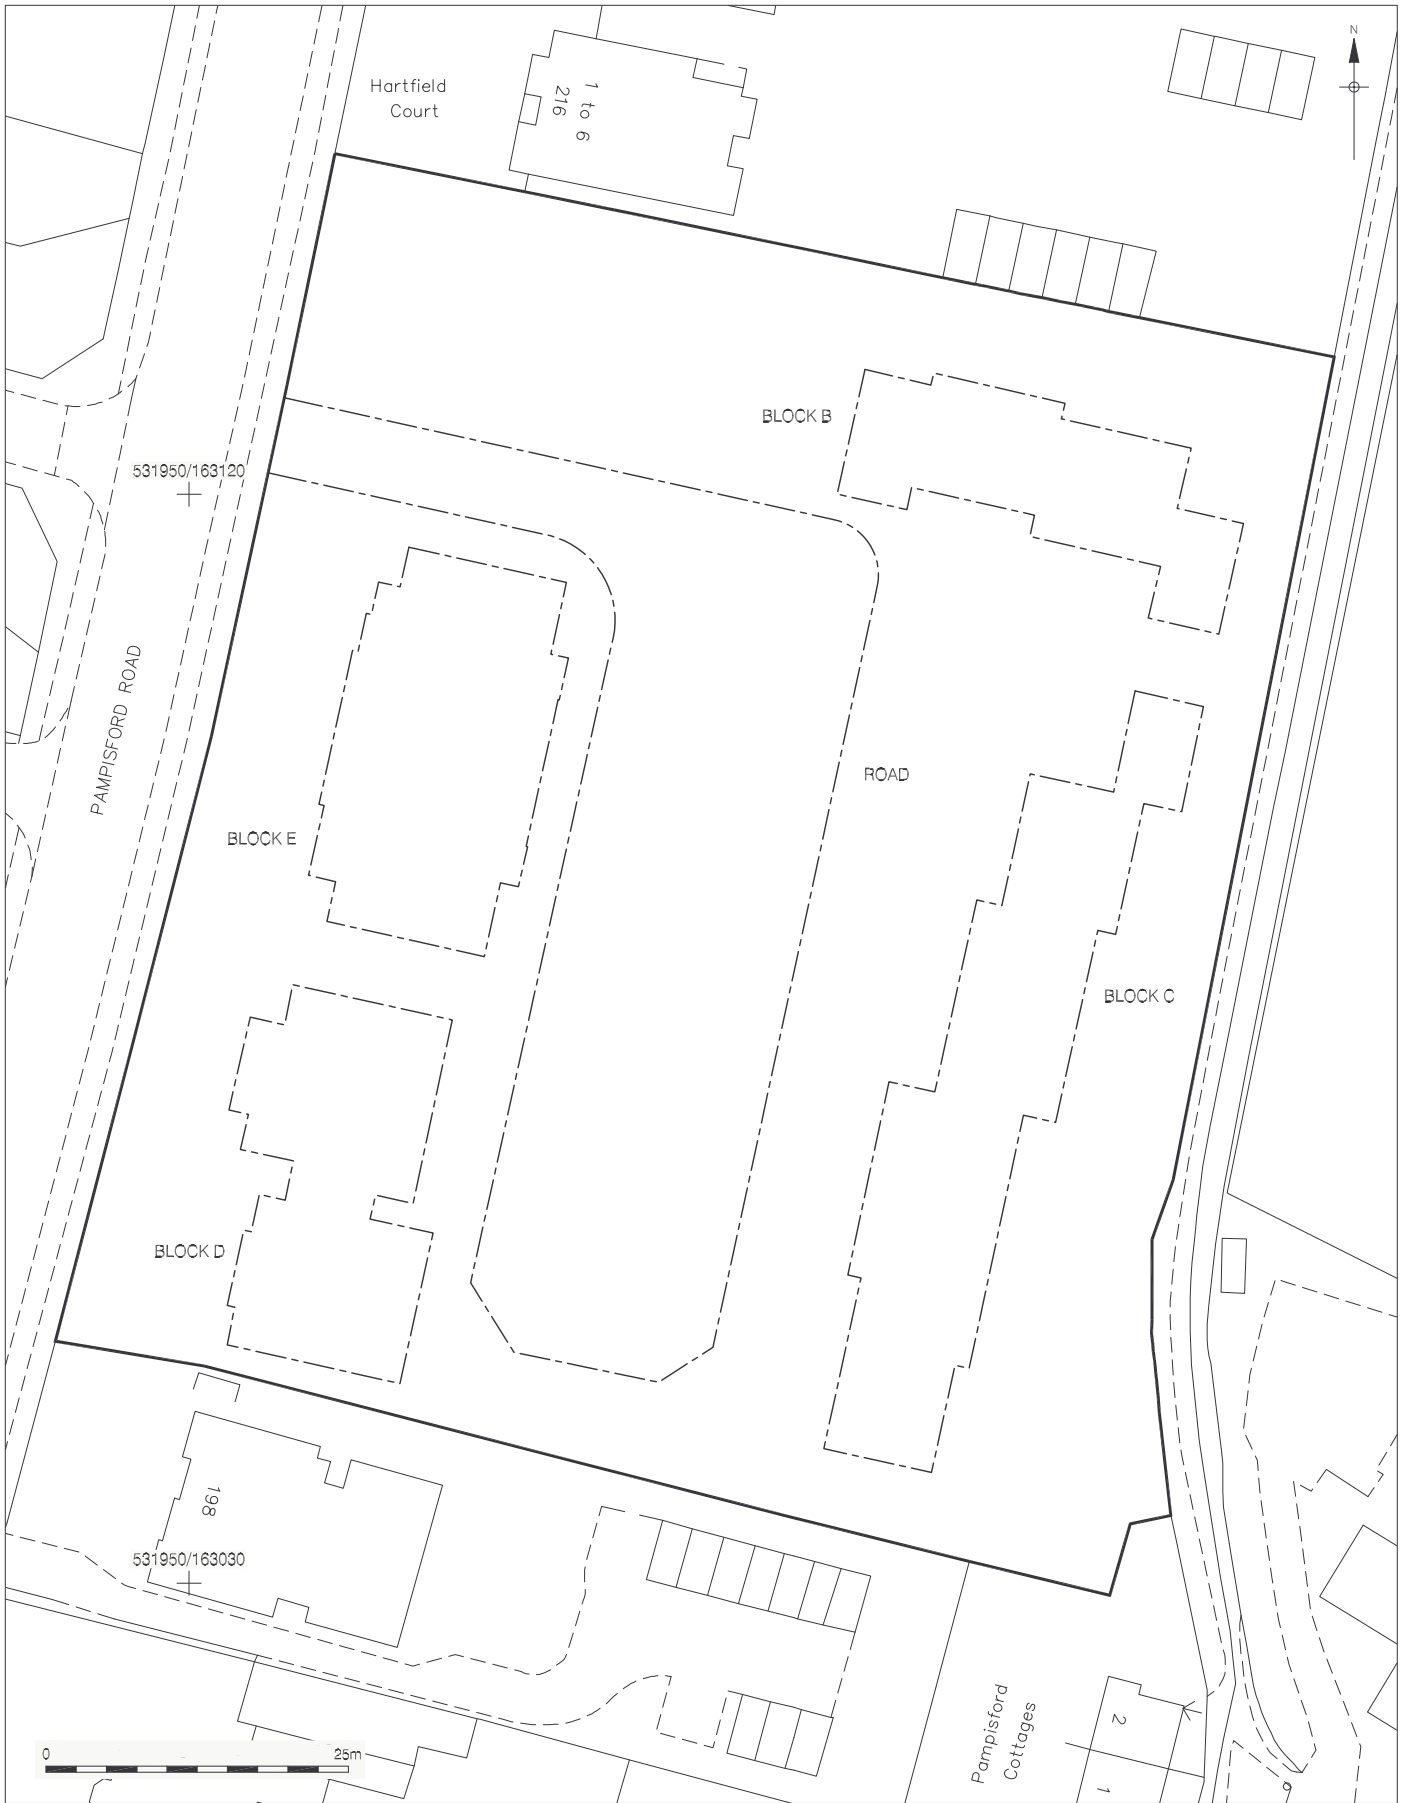 N
Hartfield
Court
1 to 6
216
BLOCK B
531950/163120
PAMPISFORD ROAD
ROAD
BLOCK E
BLOCK C
BLOCK D
198
531950/163030
Pampisford
Cottages
2
1
0 25m